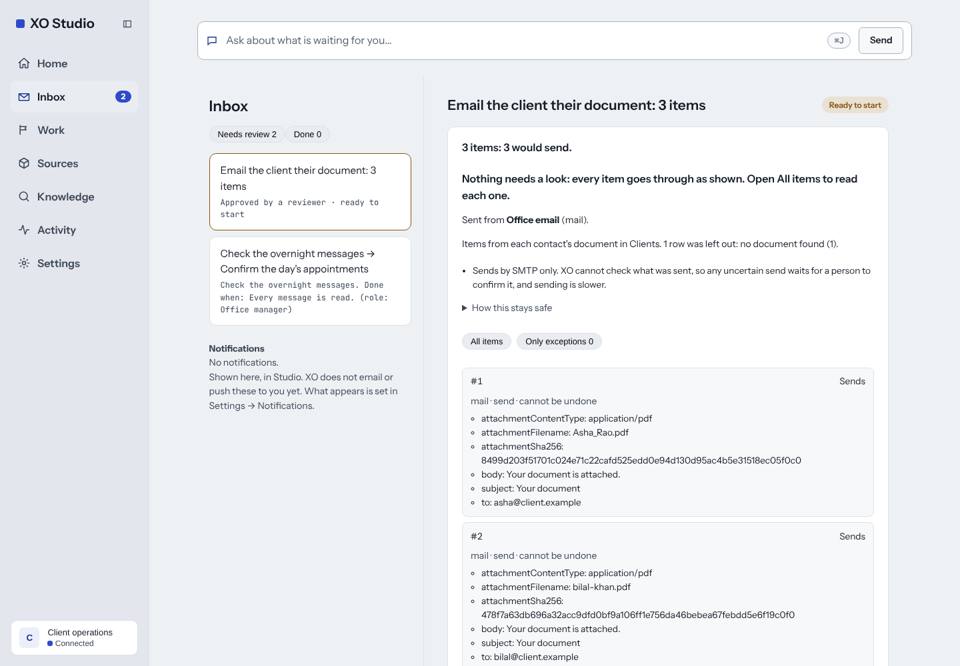 XO Studio
Home
Inbox
2
Work
Sources
Knowledge
Activity
Settings
C
Client operations
Connected
Ask about what is waiting for you...
⌘J
Send
Inbox
Needs review 2
Done 0
Email the client their document: 3
items
Approved by a reviewer · ready to
start
Check the overnight messages →
Confirm the day's appointments
Check the overnight messages. Done
when: Every message is read. (role:
Office manager)
Notifications
No notifications.
Shown here, in Studio. XO does not email or
push these to you yet. What appears is set in
Settings → Notifications.
Email the client their document: 3 items
Ready to start
3 items: 3 would send.
Nothing needs a look: every item goes through as shown. Open All items to read
each one.
Sent from Office email (mail).
Items from each contact's document in Clients. 1 row was left out: no document found (1).
Sends by SMTP only. XO cannot check what was sent, so any uncertain send waits for a person to
confirm it, and sending is slower.
How this stays safe
All items
Only exceptions 0
#1
Sends
mail · send · cannot be undone
attachmentContentType: application/pdf
attachmentFilename: Asha_Rao.pdf
attachmentSha256:
8499d203f51701c024e71c22cafd525edd0e94d130d95ac4b5e31518ec05f0c0
body: Your document is attached.
subject: Your document
to: asha@client.example
#2
Sends
mail · send · cannot be undone
attachmentContentType: application/pdf
attachmentFilename: bilal-khan.pdf
attachmentSha256:
478f7a63db696a32acc9dfd0bf9a106ff1e756da46bebea67febdd5e6f19c0f0
body: Your document is attached.
subject: Your document
to: bilal@client.example